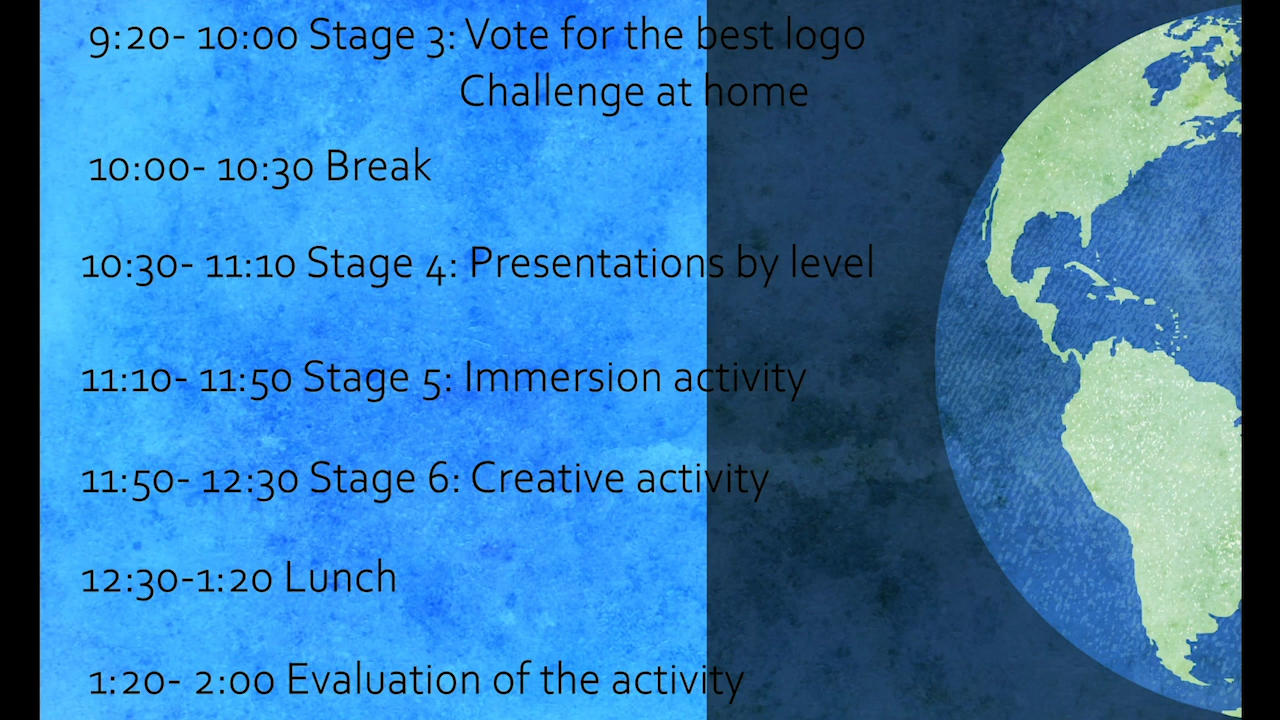 9:20- 10:00 Stage 3: Vote for the best logo
Challenge at home
10:00- 10:30 Break
10:30- 11:10 Stage 4: Presentations by level
11:10- 11:50 Stage 5: Immersion activity
11:50- 12:30 Stage 6: Creative activity
12:30-1:20 Lunch
1:20- 2:00 Evaluation of the activity